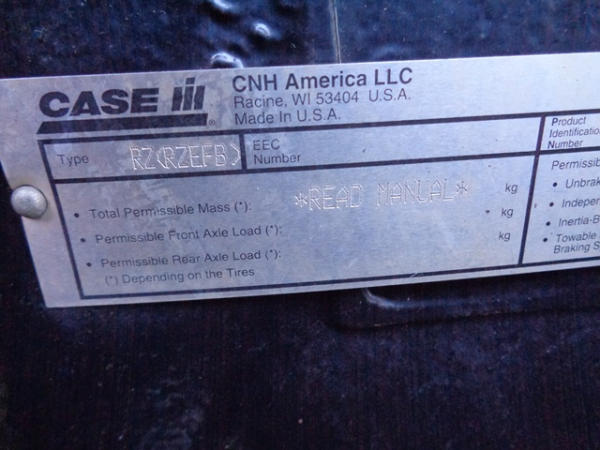 CASE IH
CNH America LLC
Racine, WI 53404 U.S.A.
Made In U.S.A.
Type RZ<RZEFB>
EEC
Number
Product
Identificatio
Number
*READ MANUAL*
• Total Permissible Mass (*): kg
• Permissible Front Axle Load (*): kg
• Permissible Rear Axle Load (*): kg
(*) Depending on the Tires
Permissib
• Unbrak
• Indepen
• Inertia-B
• Towable
Braking S